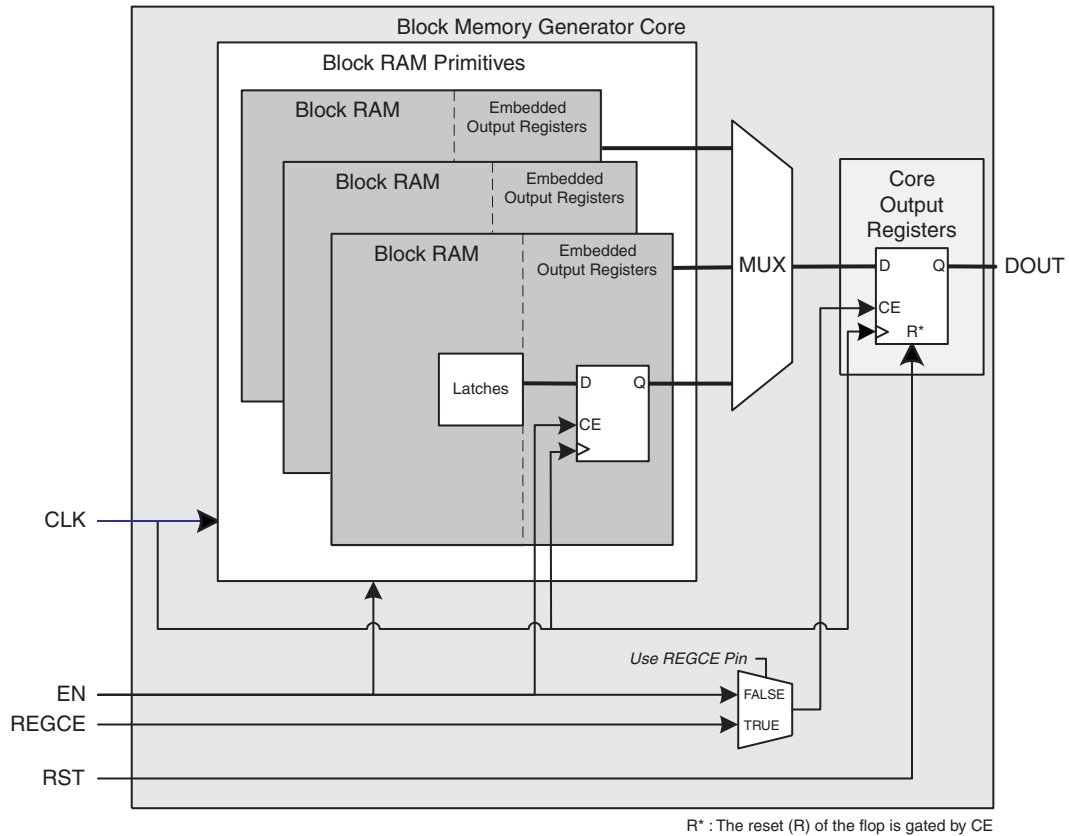 Block Memory Generator Core
Block RAM Primitives
Block RAM
Embedded
Output Registers
Block RAM
Embedded
Output Registers
Block RAM
Embedded
Output Registers
Latches
D
Q
CE
MUX
Core
Output
Registers
D
Q
CE
R*
DOUT
CLK
Use REGCE Pin
EN
FALSE
REGCE
TRUE
RST
R* : The reset (R) of the flop is gated by CE